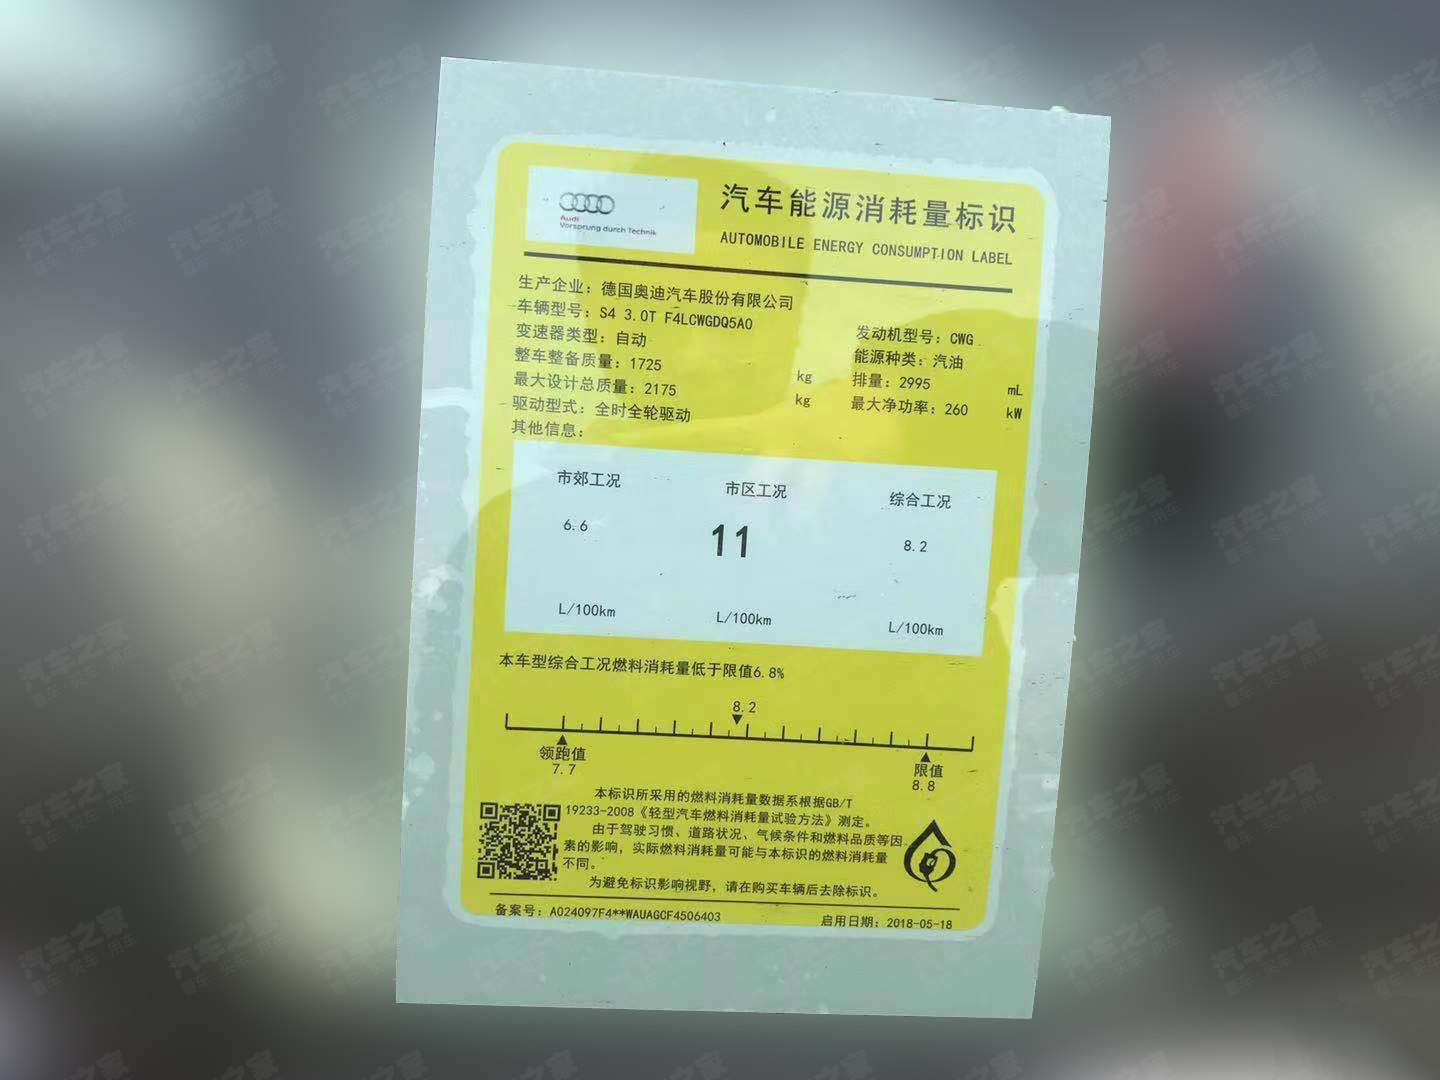 Audi
Vorsprung durch Technik
汽车能源消耗量标识
AUTOMOBILE ENERGY CONSUMPTION LABEL
生产企业：德国奥迪汽车股份有限公司
车辆型号：S4 3.0T F4LCWGDQ5A0
发动机型号：CWG
变速器类型：自动
能源种类：汽油
整车整备质量：1725 kg
排量：2995 mL
最大设计总质量：2175 kg
最大净功率：260 kW
驱动型式：全时全轮驱动
其他信息：
市郊工况 市区工况 综合工况
6.6 11 8.2
L/100km L/100km L/100km
本车型综合工况燃料消耗量低于限值6.8%
8.2
领跑值 限值
7.7 8.8
本标识所采用的燃料消耗量数据系根据GB/T
19233-2008《轻型汽车燃料消耗量试验方法》测定。
由于驾驶习惯、道路状况、气候条件和燃料品质等因
素的影响，实际燃料消耗量可能与本标识的燃料消耗量
不同。
为避免标识影响视野，请在购买车辆后去除标识。
备案号：A024097F4**WAUAGCF4506403 启用日期：2018-05-18
汽车之家
看车·买车·用车